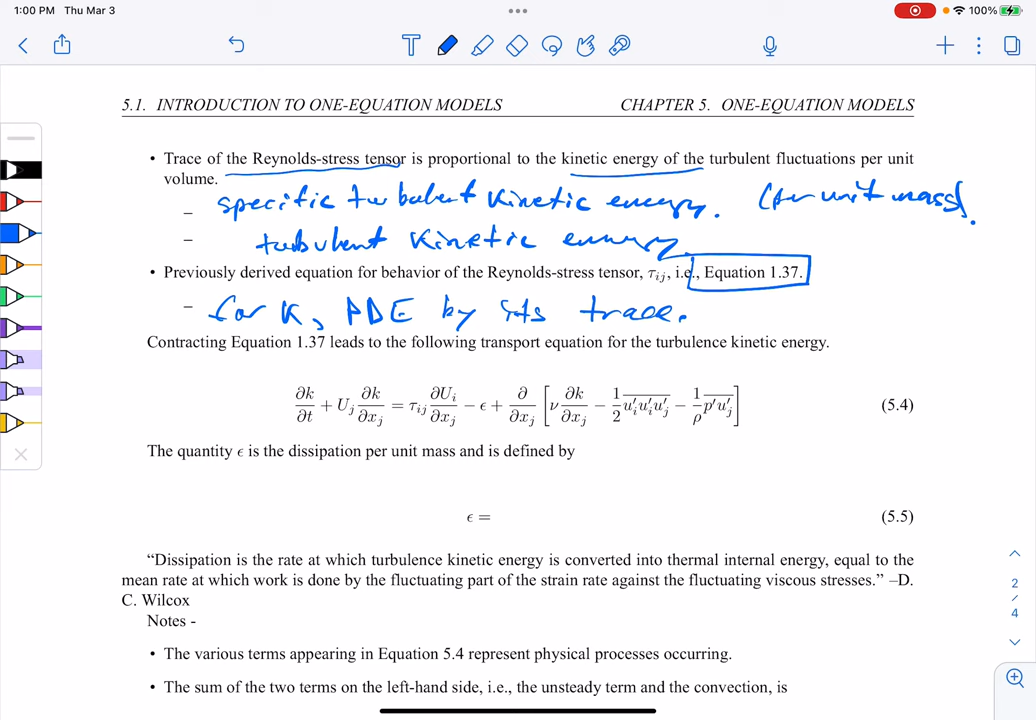 1:00 PM Thu Mar 3
100%
5.1. INTRODUCTION TO ONE-EQUATION MODELS CHAPTER 5. ONE-EQUATION MODELS
• Trace of the Reynolds-stress tensor is proportional to the kinetic energy of the turbulent fluctuations per unit
volume.
– specific turbulent kinetic energy. (Per unit mass).
– turbulent kinetic energy.
• Previously derived equation for behavior of the Reynolds-stress tensor, τij, i.e., Equation 1.37.
– for K, PDE by its trace.
Contracting Equation 1.37 leads to the following transport equation for the turbulence kinetic energy.
∂k/∂t + Uj ∂k/∂xj = τij ∂Ui/∂xj − ϵ + ∂/∂xj [ν ∂k/∂xj − 1/2 \overline{u′iu′iu′j} − 1/ρ \overline{p′u′j}] (5.4)
The quantity ϵ is the dissipation per unit mass and is defined by
ϵ = (5.5)
“Dissipation is the rate at which turbulence kinetic energy is converted into thermal internal energy, equal to the
mean rate at which work is done by the fluctuating part of the strain rate against the fluctuating viscous stresses.” –D.
C. Wilcox
Notes -
• The various terms appearing in Equation 5.4 represent physical processes occurring.
• The sum of the two terms on the left-hand side, i.e., the unsteady term and the convection, is
2
/
4